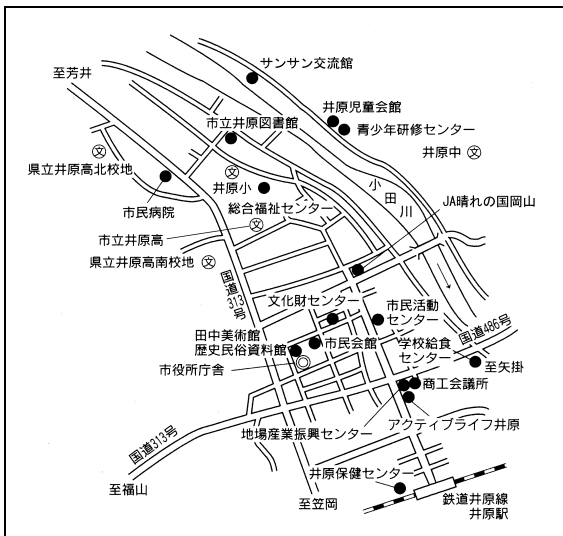 サンサン交流館
至芳井
井原児童会館
青少年研修センター
市立井原図書館
井原中
文
文
県立井原高北校地
文
井原小
市民病院
総合福祉センター
小田川
JA晴れの国岡山
市立井原高
文
県立井原高南校地
文
国道313号
文化財センター
市民活動
センター
国道486号
田中美術館
歴史民俗資料館
市民会館
学校給食
センター
至矢掛
市役所庁舎
商工会議所
アクティブライフ井原
地場産業振興センター
国道313号
井原保健センター
至福山
至笠岡
鉄道井原線
井原駅